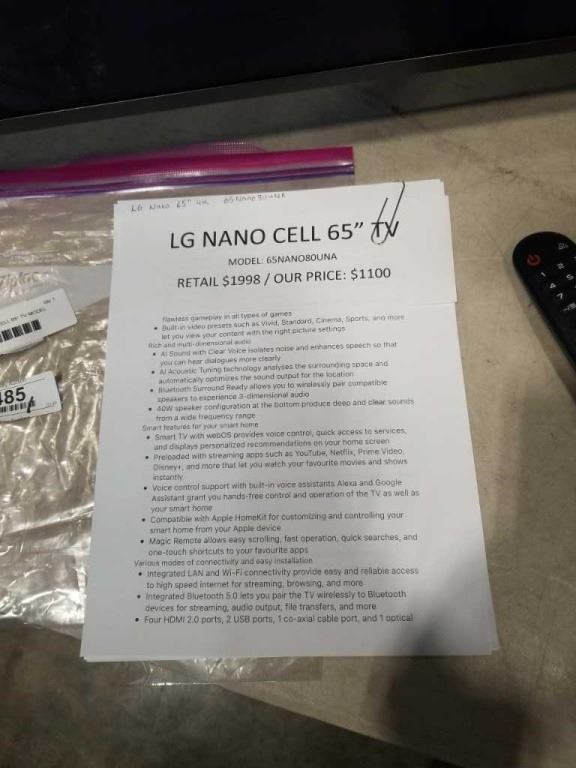 LG Nano 65" 4K 65Nano80UNA
LG NANO CELL 65" TV
MODEL: 65NANO80UNA
RETAIL $1998 / OUR PRICE: $1100
flawless gameplay in all types of games
• Built-in video presets such as Vivid, Standard, Cinema, Sports, and more
let you view your content with the right picture settings
Rich and multi-dimensional audio
• AI Sound with Clear Voice isolates noise and enhances speech so that
you can hear dialogues more clearly
• AI Acoustic Tuning technology analyses the surrounding space and
automatically optimizes the sound output for the location
• Bluetooth Surround Ready allows you to wirelessly pair compatible
speakers to experience 3-dimensional audio
• 40W speaker configuration at the bottom produce deep and clear sounds
from a wide frequency range
Smart features for your smart home
• Smart TV with webOS provides voice control, quick access to services,
and displays personalized recommendations on your home screen
• Preloaded with streaming apps such as YouTube, Netflix, Prime Video,
Disney+, and more that let you watch your favourite movies and shows
instantly
• Voice control support with built-in voice assistants Alexa and Google
Assistant grant you hands-free control and operation of the TV as well as
your smart home
• Compatible with Apple HomeKit for customizing and controlling your
smart home from your Apple device
• Magic Remote allows easy scrolling, fast operation, quick searches, and
one-touch shortcuts to your favourite apps
Various modes of connectivity and easy installation
• Integrated LAN and Wi-Fi connectivity provide easy and reliable access
to high speed internet for streaming, browsing, and more
• Integrated Bluetooth 5.0 lets you pair the TV wirelessly to Bluetooth
devices for streaming, audio output, file transfers, and more
• Four HDMI 2.0 ports, 2 USB ports, 1 co-axial cable port, and 1 optical
CELL 65" TV MODEL
485
1
2
4
5
7
8